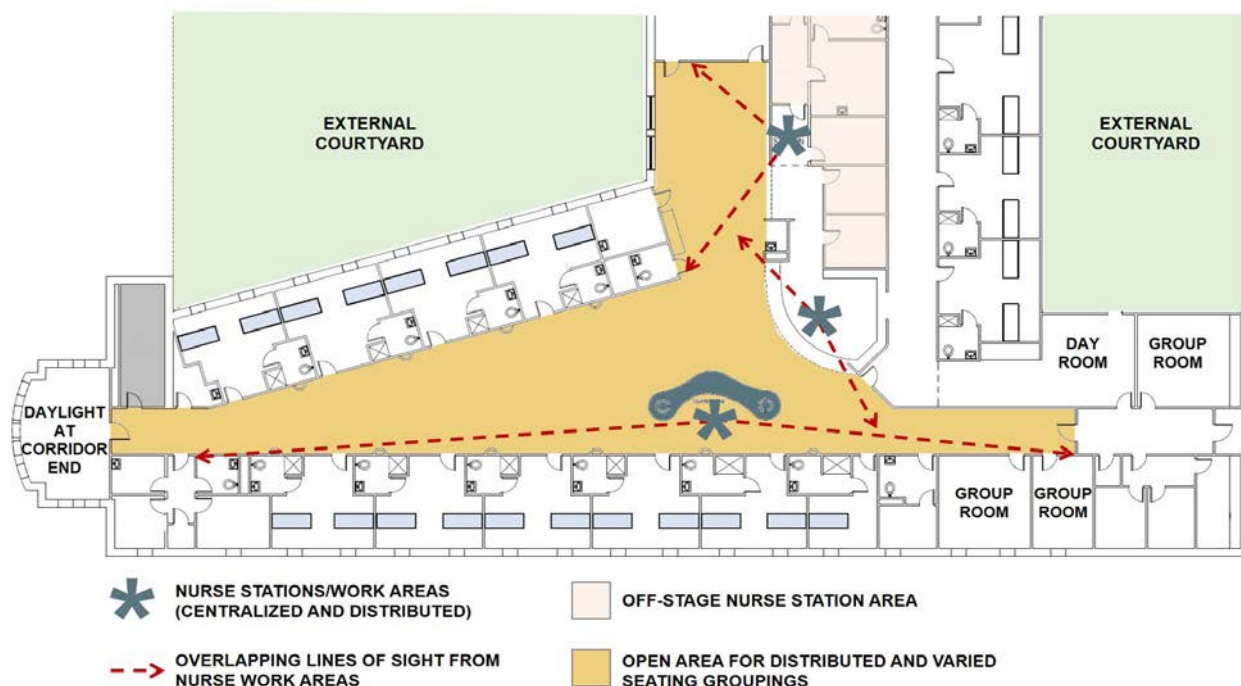 EXTERNAL
COURTYARD
EXTERNAL
COURTYARD
DAY
ROOM
GROUP
ROOM
DAYLIGHT
AT
CORRIDOR
END
GROUP
ROOM
GROUP
ROOM
NURSE STATIONS/WORK AREAS
(CENTRALIZED AND DISTRIBUTED)
OFF-STAGE NURSE STATION AREA
OVERLAPPING LINES OF SIGHT FROM
NURSE WORK AREAS
OPEN AREA FOR DISTRIBUTED AND VARIED
SEATING GROUPINGS